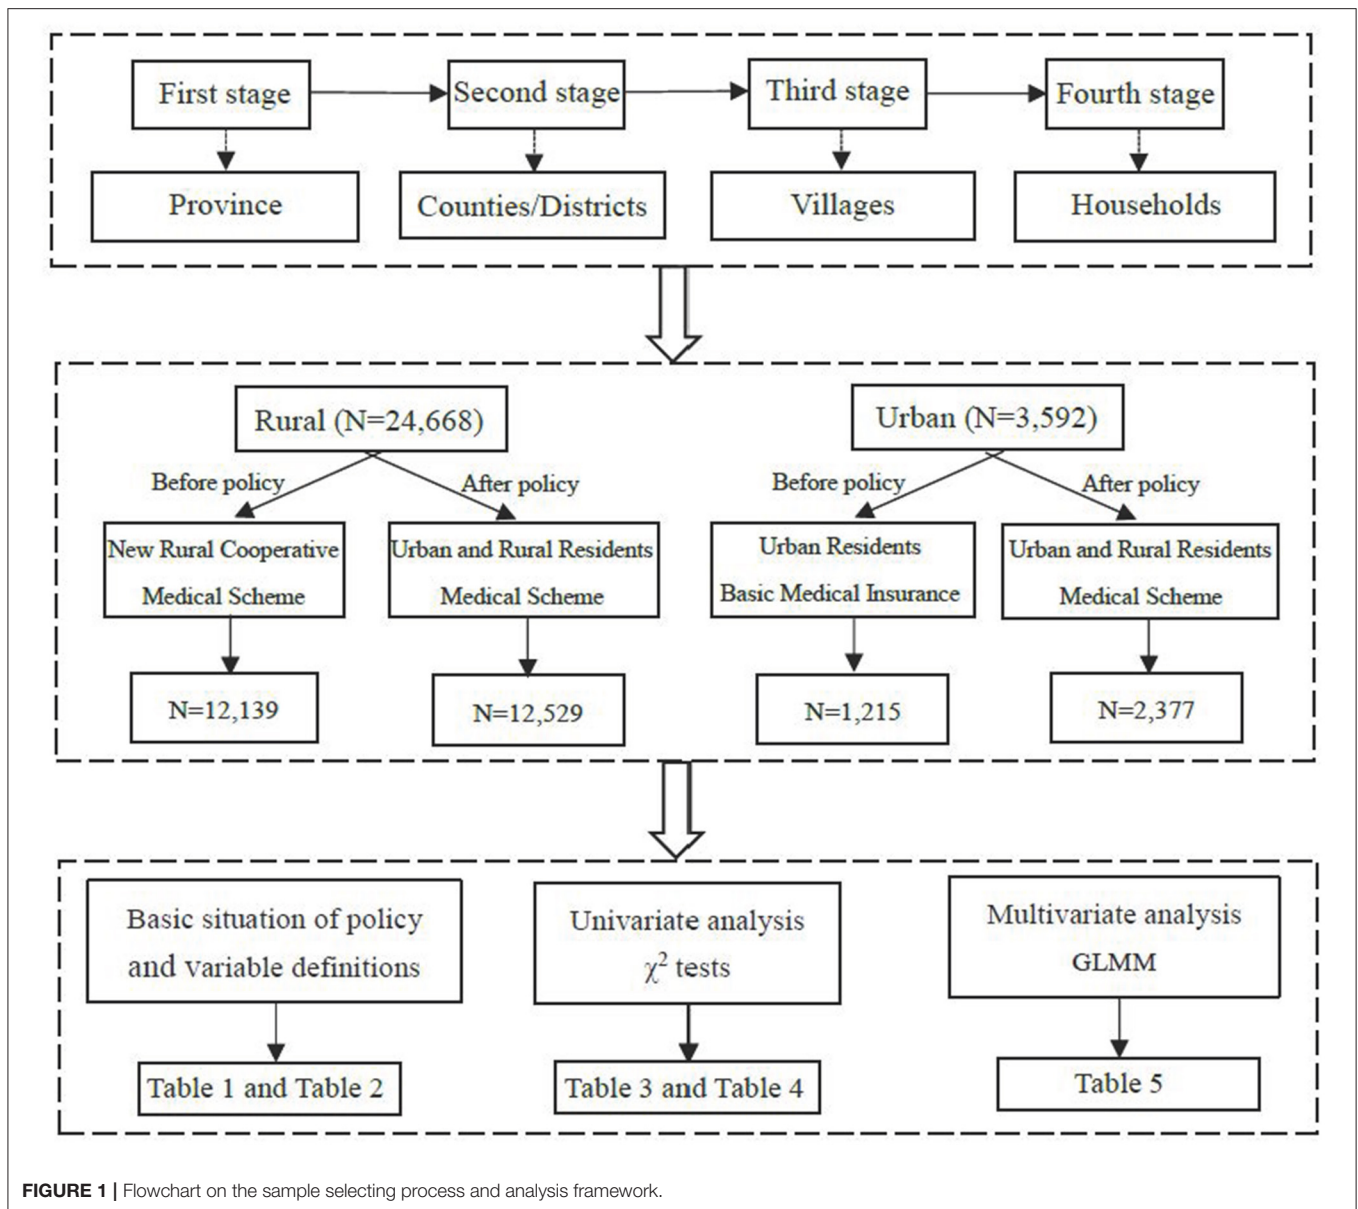 First stage
Second stage
Third stage
Fourth stage
Province
Counties/Districts
Villages
Households
Rural (N=24,668)
Urban (N=3,592)
Before policy
After policy
Before policy
After policy
New Rural Cooperative
Medical Scheme
Urban and Rural Residents
Medical Scheme
Urban Residents
Basic Medical Insurance
Urban and Rural Residents
Medical Scheme
N=12,139
N=12,529
N=1,215
N=2,377
Basic situation of policy
and variable definitions
Univariate analysis
χ² tests
Multivariate analysis
GLMM
Table 1 and Table 2
Table 3 and Table 4
Table 5
FIGURE 1 | Flowchart on the sample selecting process and analysis framework.